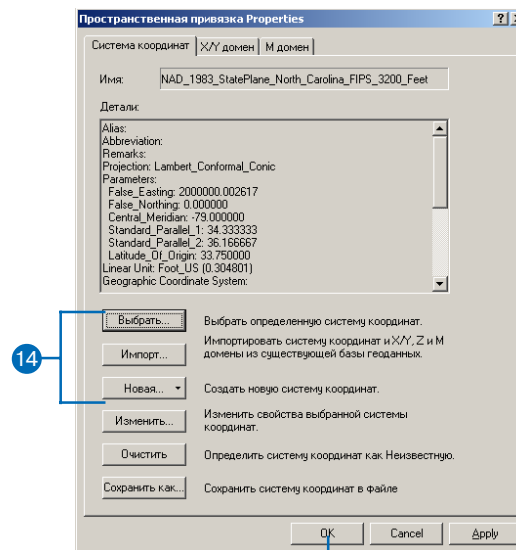 Пространственная привязка Properties
Система координат X/Y домен M домен
Имя: NAD_1983_StatePlane_North_Carolina_FIPS_3200_Feet
Детали:
Alias:
Abbreviation:
Remarks:
Projection: Lambert_Conformal_Conic
Parameters:
False_Easting: 2000000.002617
False_Northing: 0.000000
Central_Meridian: -79.000000
Standard_Parallel_1: 34.333333
Standard_Parallel_2: 36.166667
Latitude_Of_Origin: 33.750000
Linear Unit: Foot_US (0.304801)
Geographic Coordinate System:
Выбрать... Выбрать определенную систему координат.
14
Импорт... Импортировать систему координат и X/Y, Z и M
домены из существующей базы геоданных.
Новая... Создать новую систему координат.
Изменить... Изменить свойства выбранной системы
координат.
Очистить Определить систему координат как Неизвестную.
Сохранить как... Сохранить систему координат в файле
OK Cancel Apply